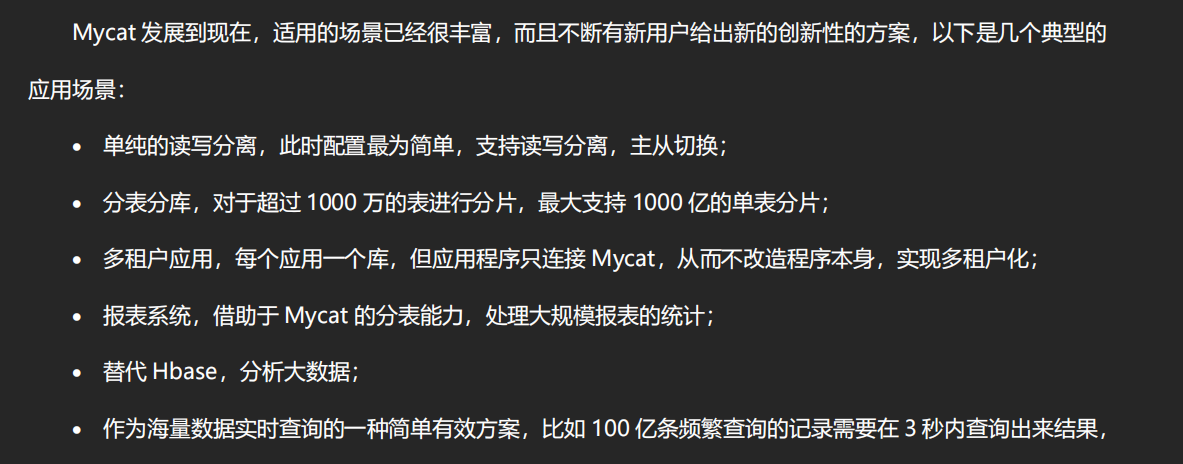 Mycat 发展到现在，适用的场景已经很丰富，而且不断有新用户给出新的创新性的方案，以下是几个典型的
应用场景：
• 单纯的读写分离，此时配置最为简单，支持读写分离，主从切换；
• 分表分库，对于超过 1000 万的表进行分片，最大支持 1000 亿的单表分片；
• 多租户应用，每个应用一个库，但应用程序只连接 Mycat，从而不改造程序本身，实现多租户化；
• 报表系统，借助于 Mycat 的分表能力，处理大规模报表的统计；
• 替代 Hbase，分析大数据；
• 作为海量数据实时查询的一种简单有效方案，比如 100 亿条频繁查询的记录需要在 3 秒内查询出来结果，